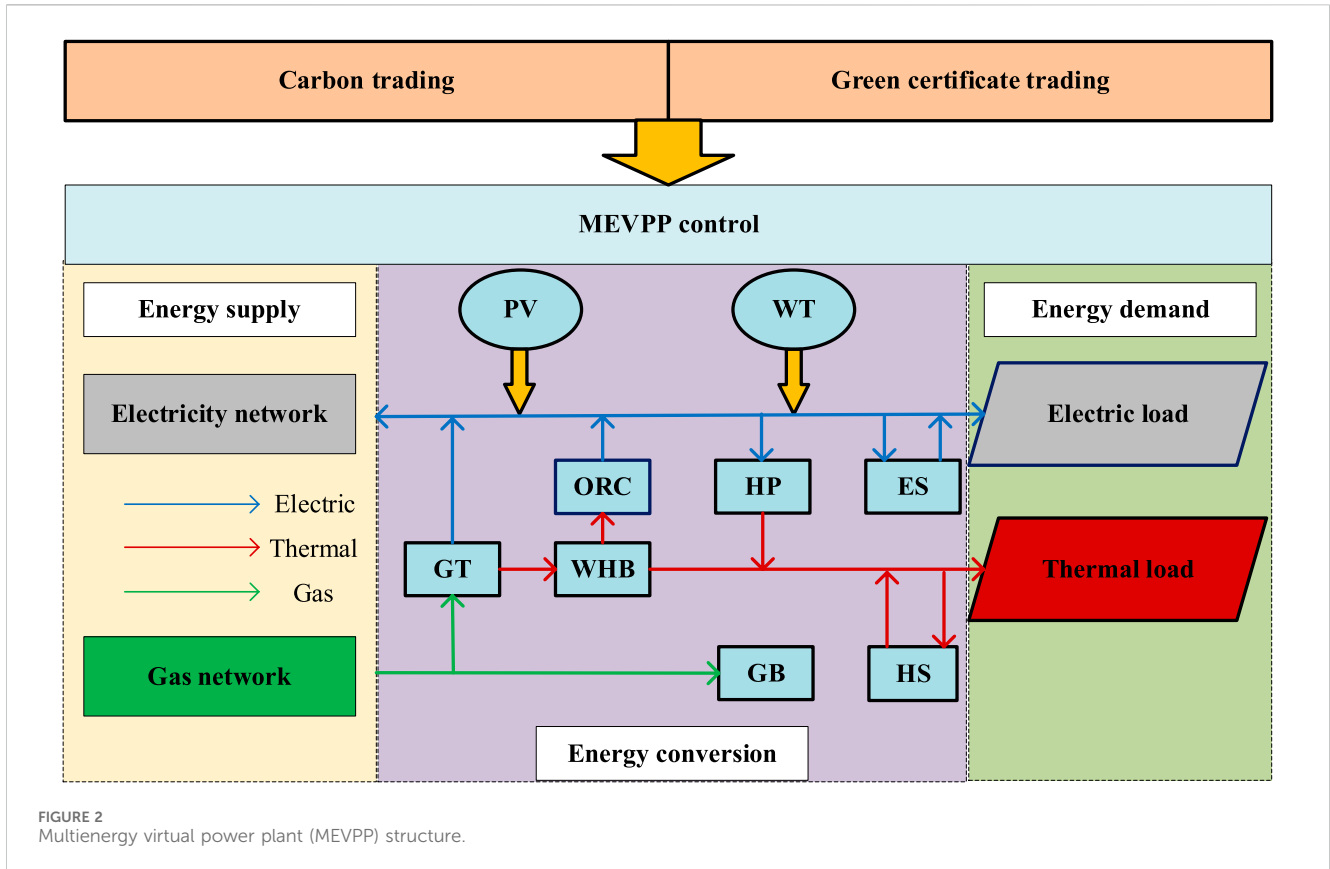 Carbon trading
Green certificate trading
MEVPP control
Energy supply
PV
WT
Energy demand
Electricity network
Electric load
ORC
HP
ES
Electric
Thermal
Gas
GT
WHB
Thermal load
Gas network
GB
HS
Energy conversion
FIGURE 2
Multienergy virtual power plant (MEVPP) structure.